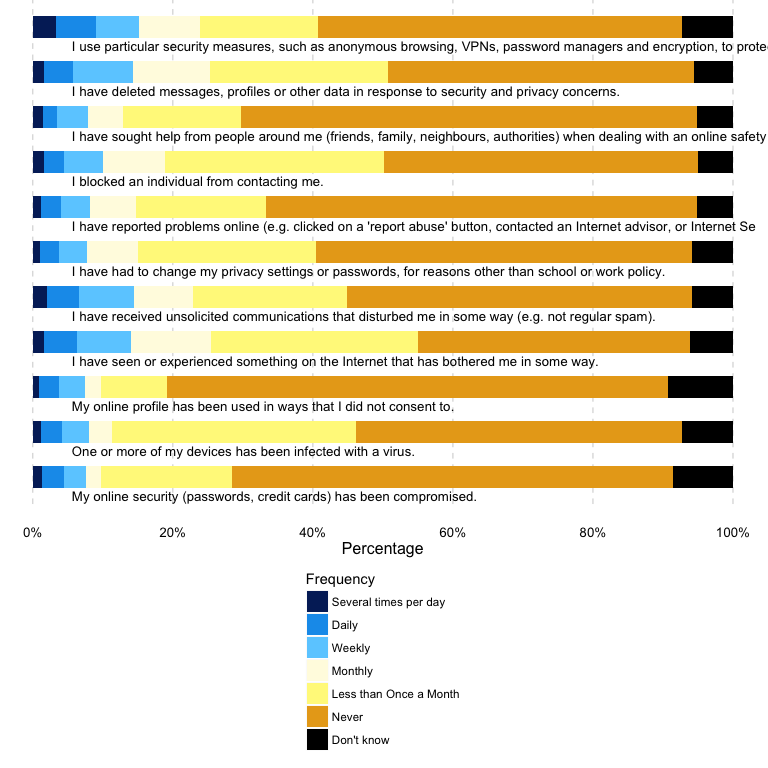 I use particular security measures, such as anonymous browsing, VPNs, password managers and encryption, to prote
I have deleted messages, profiles or other data in response to security and privacy concerns.
I have sought help from people around me (friends, family, neighbours, authorities) when dealing with an online safety
I blocked an individual from contacting me.
I have reported problems online (e.g. clicked on a 'report abuse' button, contacted an Internet advisor, or Internet Se
I have had to change my privacy settings or passwords, for reasons other than school or work policy.
I have received unsolicited communications that disturbed me in some way (e.g. not regular spam).
I have seen or experienced something on the Internet that has bothered me in some way.
My online profile has been used in ways that I did not consent to.
One or more of my devices has been infected with a virus.
My online security (passwords, credit cards) has been compromised.
0% 20% 40% 60% 80% 100%
Percentage
Frequency
Several times per day
Daily
Weekly
Monthly
Less than Once a Month
Never
Don't know